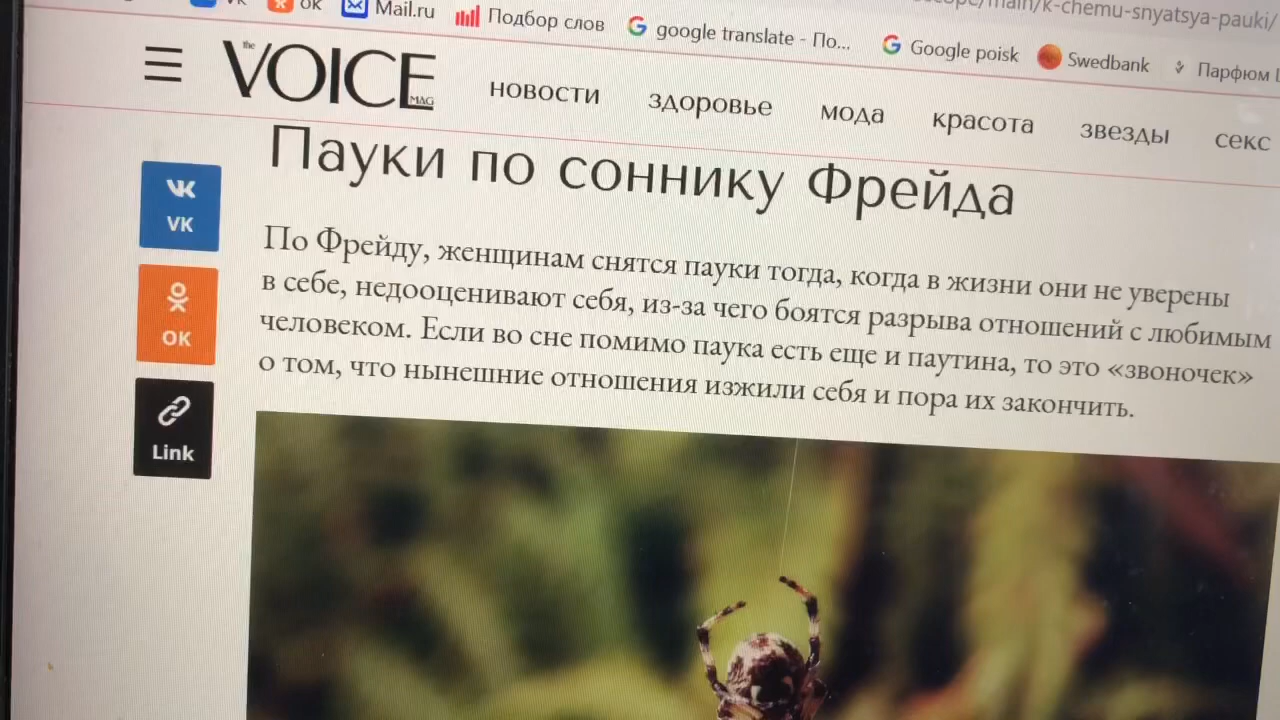 ok
Mail.ru
Подбор слов
google translate - По...
Google poisk
Swedbank
Парфюм
/main/k-chemu-snyatsya-pauki/
the VOICE MAG
новости
здоровье
мода
красота
звезды
секс
Пауки по соннику Фрейда
VK
По Фрейду, женщинам снятся пауки тогда, когда в жизни они не уверены
в себе, недооценивают себя, из-за чего боятся разрыва отношений с любимым
человеком. Если во сне помимо паука есть еще и паутина, то это «звоночек»
о том, что нынешние отношения изжили себя и пора их закончить.
OK
Link